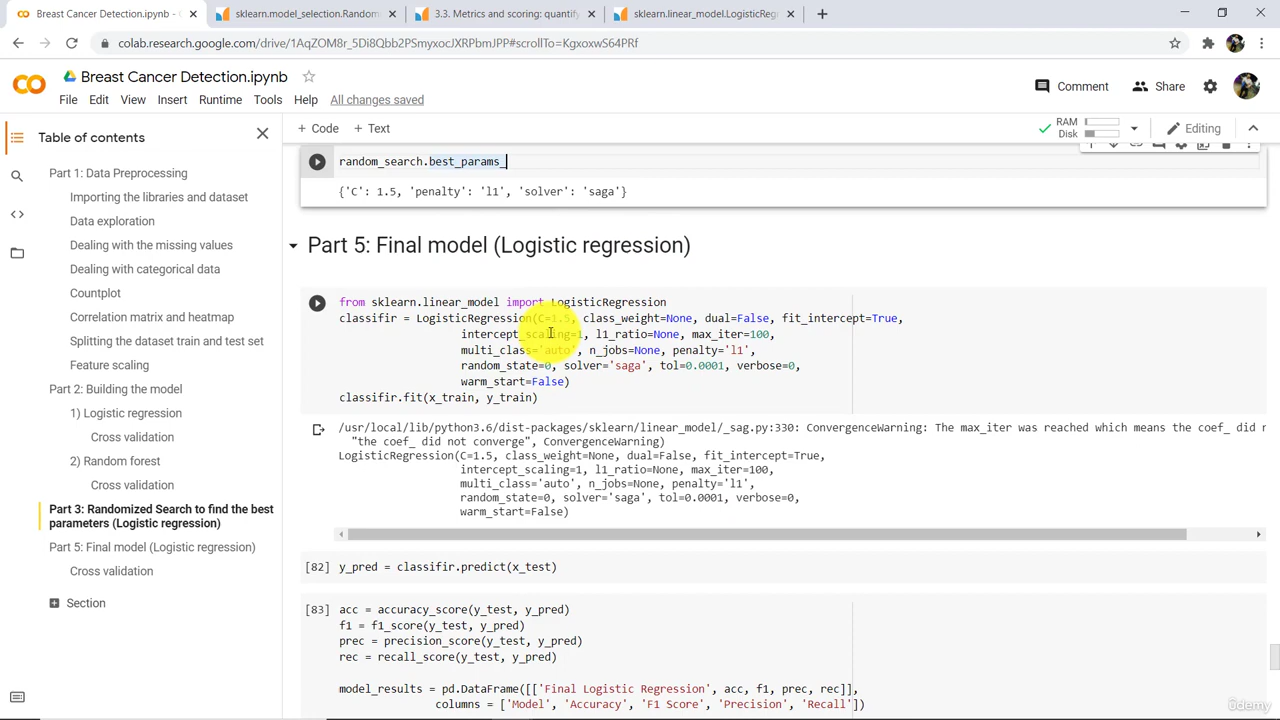 Breast Cancer Detection.ipynb - C
sklearn.model_selection.Random
3.3. Metrics and scoring: quantify
sklearn.linear_model.LogisticRegr
colab.research.google.com/drive/1AqZOM8r_5Di8Qbb2PSmyxocJXRPbmJPP#scrollTo=KgxoxwS64PRf
Breast Cancer Detection.ipynb
File Edit View Insert Runtime Tools Help All changes saved
Comment Share
Table of contents
+ Code + Text
RAM
Disk
Editing
Part 1: Data Preprocessing
Importing the libraries and dataset
Data exploration
Dealing with the missing values
Dealing with categorical data
Countplot
Correlation matrix and heatmap
Splitting the dataset train and test set
Feature scaling
Part 2: Building the model
1) Logistic regression
Cross validation
2) Random forest
Cross validation
Part 3: Randomized Search to find the best
parameters (Logistic regression)
Part 5: Final model (Logistic regression)
Cross validation
Section
random_search.best_params_
{'C': 1.5, 'penalty': 'l1', 'solver': 'saga'}
Part 5: Final model (Logistic regression)
from sklearn.linear_model import LogisticRegression
classifir = LogisticRegression(C=1.5, class_weight=None, dual=False, fit_intercept=True,
intercept_scaling=1, l1_ratio=None, max_iter=100,
multi_class='auto', n_jobs=None, penalty='l1',
random_state=0, solver='saga', tol=0.0001, verbose=0,
warm_start=False)
classifir.fit(x_train, y_train)
/usr/local/lib/python3.6/dist-packages/sklearn/linear_model/_sag.py:330: ConvergenceWarning: The max_iter was reached which means the coef_ did n
"the coef_ did not converge", ConvergenceWarning)
LogisticRegression(C=1.5, class_weight=None, dual=False, fit_intercept=True,
intercept_scaling=1, l1_ratio=None, max_iter=100,
multi_class='auto', n_jobs=None, penalty='l1',
random_state=0, solver='saga', tol=0.0001, verbose=0,
warm_start=False)
[82] y_pred = classifir.predict(x_test)
[83] acc = accuracy_score(y_test, y_pred)
f1 = f1_score(y_test, y_pred)
prec = precision_score(y_test, y_pred)
rec = recall_score(y_test, y_pred)
model_results = pd.DataFrame([['Final Logistic Regression', acc, f1, prec, rec]],
columns = ['Model', 'Accuracy', 'F1 Score', 'Precision', 'Recall'])
ûdemy